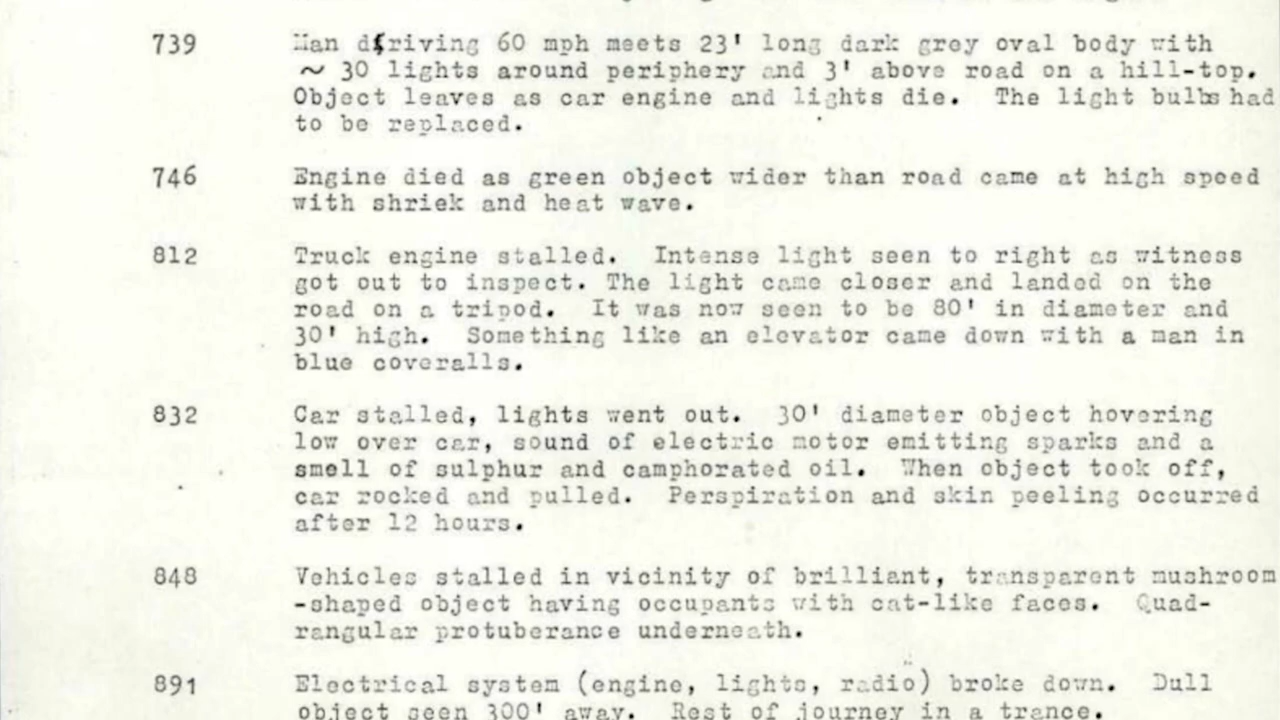 739 Man deriving 60 mph meets 23' long dark grey oval body with
~ 30 lights around periphery and 3' above road on a hill-top.
Object leaves as car engine and lights die. The light bulbs had
to be replaced.
746 Engine died as green object wider than road came at high speed
with shriek and heat wave.
812 Truck engine stalled. Intense light seen to right as witness
got out to inspect. The light came closer and landed on the
road on a tripod. It was now seen to be 80' in diameter and
30' high. Something like an elevator came down with a man in
blue coveralls.
832 Car stalled, lights went out. 30' diameter object hovering
low over car, sound of electric motor emitting sparks and a
smell of sulphur and camphorated oil. When object took off,
car rocked and pulled. Perspiration and skin peeling occurred
after 12 hours.
848 Vehicles stalled in vicinity of brilliant, transparent mushroom
-shaped object having occupants with cat-like faces. Quad-
rangular protuberance underneath.
891 Electrical system (engine, lights, radio) broke down. Dull
object seen 300' away. Rest of journey in a trance.